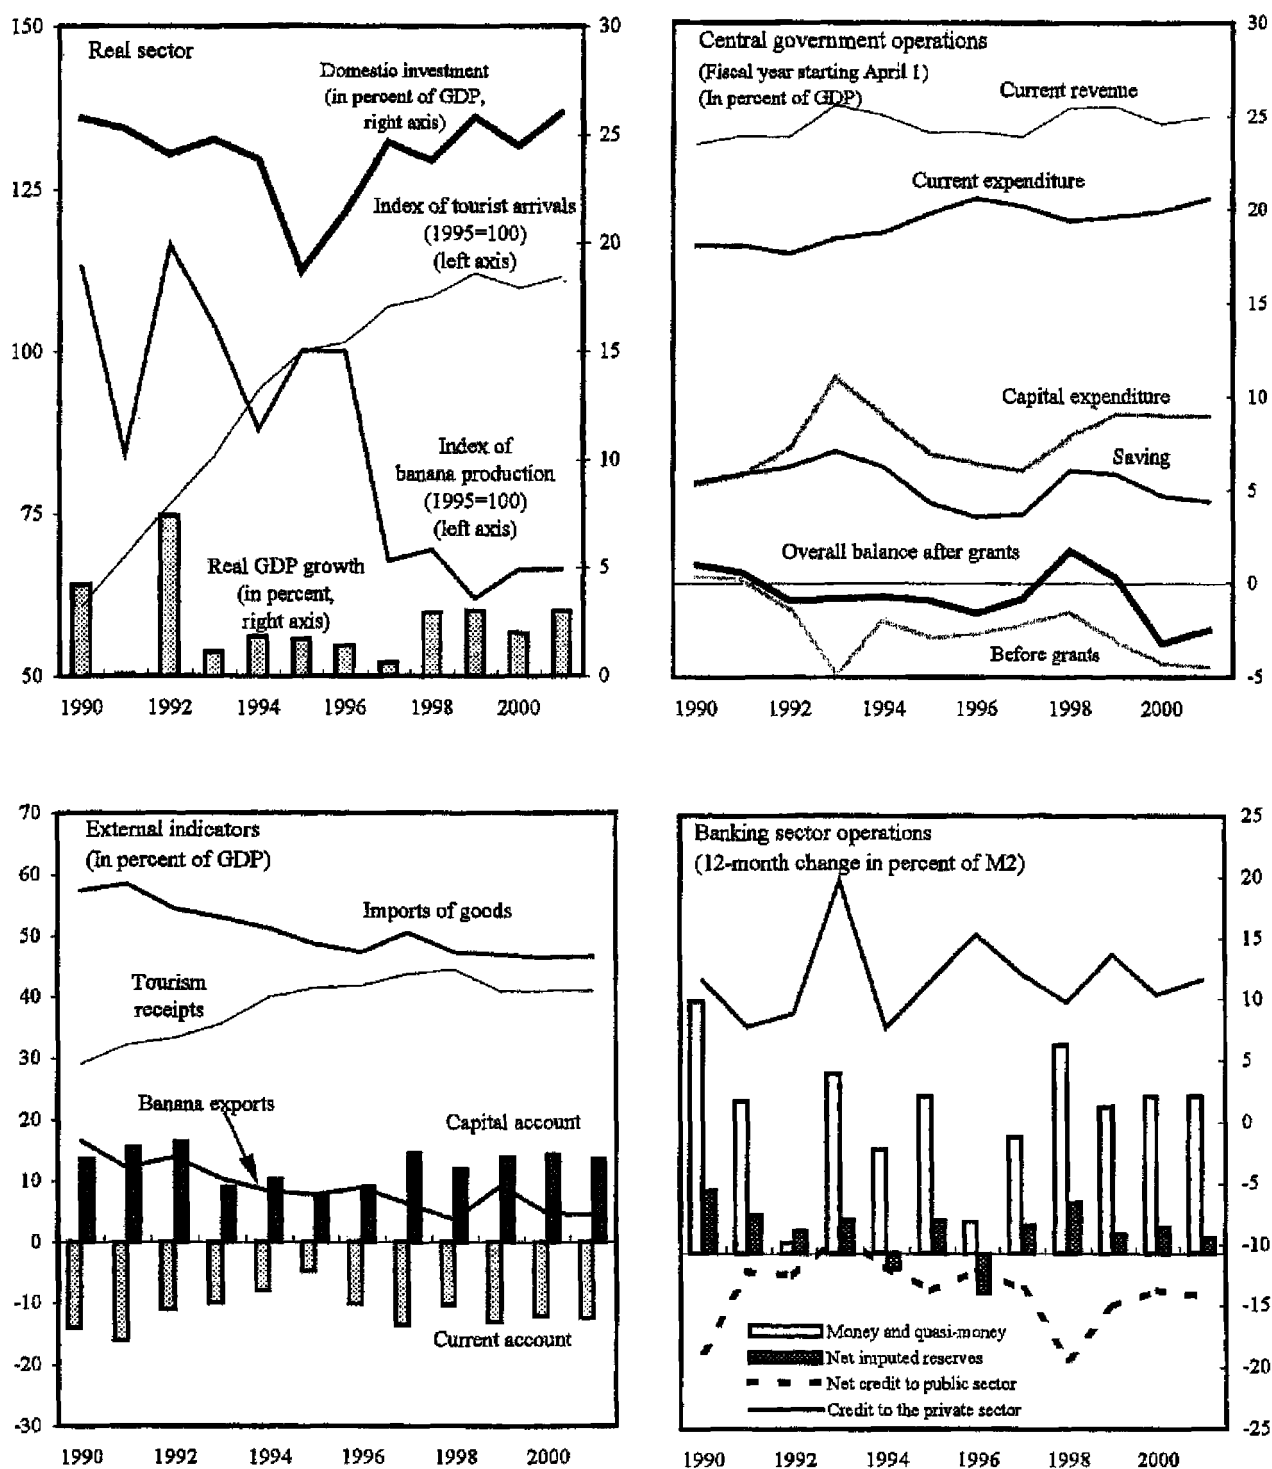 150
125
100
75
50
30
25
20
15
10
5
0
Real sector
Domestio investment
(in percent of GDP,
right axis)
Index of tourist arrivals
(1995=100)
(left axis)
Index of
banana production
(1995=100)
(left axis)
Real GDP growth
(in percent,
right axis)
1990 1992 1994 1996 1998 2000
Central government operations
(Fiscal year starting April 1)
(In percent of GDP)
Current revenue
Current expenditure
Capital expenditure
Saving
Overall balance after grants
Before grants
30
25
20
15
10
5
0
-5
1990 1992 1994 1996 1998 2000
70
60
50
40
30
20
10
0
-10
-20
-30
External indicators
(In percent of GDP)
Imports of goods
Tourism
receipts
Banana exports
Capital account
Current account
1990 1992 1994 1996 1998 2000
Banking sector operations
(12-month change in percent of M2)
25
20
15
10
5
0
-5
-10
-15
-20
-25
Money and quasi-money
Net imputed reserves
Net credit to public sector
Credit to the private sector
1990 1992 1994 1996 1998 2000